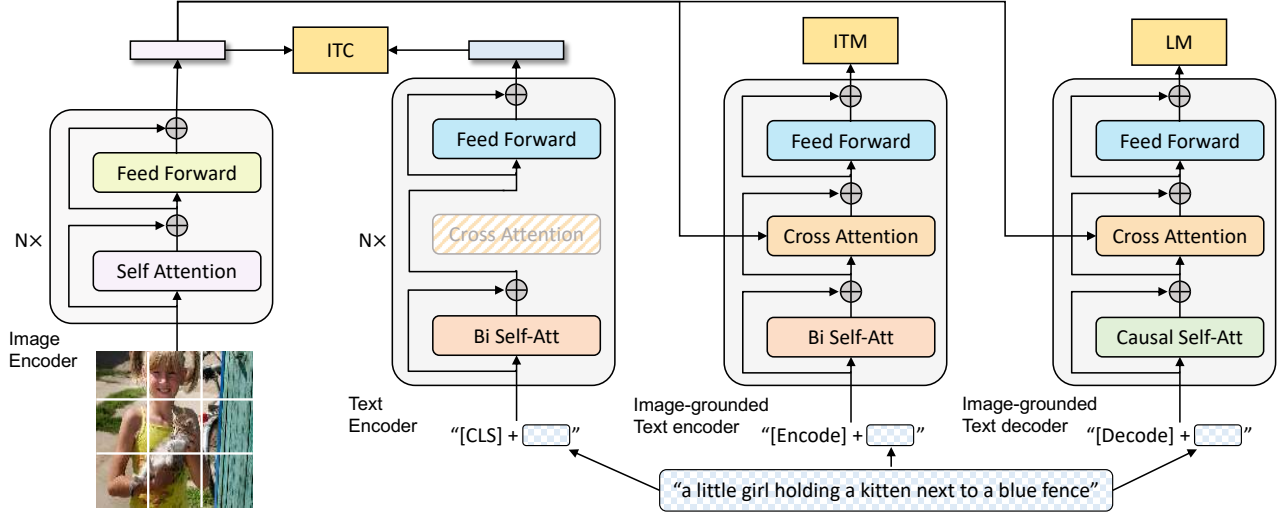 ITC
ITM
LM
N×
Feed Forward
Self Attention
Image
Encoder
N×
Feed Forward
Cross Attention
Bi Self-Att
Text
Encoder
“[CLS] + ”
Feed Forward
Cross Attention
Bi Self-Att
Image-grounded
Text encoder
“[Encode] + ”
Feed Forward
Cross Attention
Causal Self-Att
Image-grounded
Text decoder
“[Decode] + ”
“a little girl holding a kitten next to a blue fence”